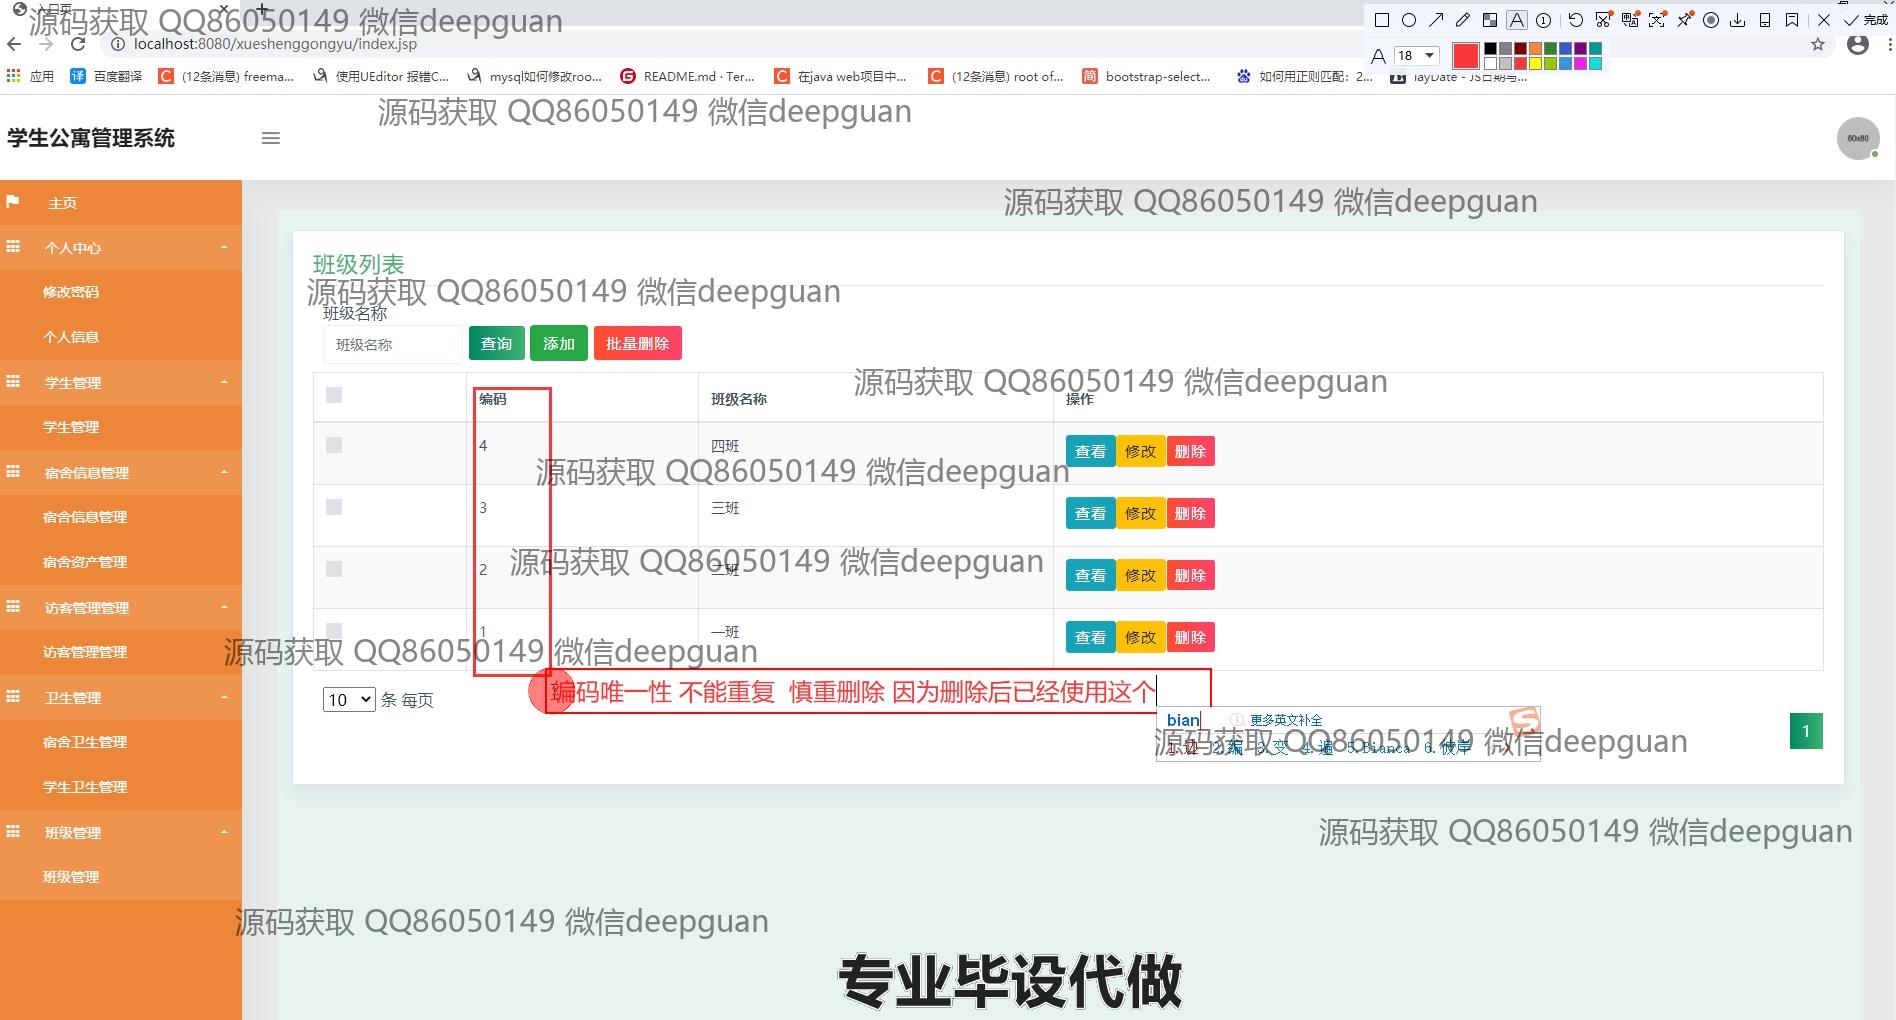 入口页
源码获取 QQ86050149 微信deepguan
18
完成
localhost:8080/xueshenggongyu/index.jsp
应用 百度翻译 (12条消息) freema... 使用UEditor 报错C... mysql如何修改roo... README.md · Ter... 在java web项目中... (12条消息) root of... bootstrap-select... 如何用正则匹配：2... layDate - JS日期与...
源码获取 QQ86050149 微信deepguan
学生公寓管理系统
80x80
主页
源码获取 QQ86050149 微信deepguan
个人中心
修改密码
个人信息
学生管理
学生管理
宿舍信息管理
宿舍信息管理
宿舍资产管理
访客管理管理
访客管理管理
卫生管理
宿舍卫生管理
学生卫生管理
班级管理
班级管理
班级列表
源码获取 QQ86050149 微信deepguan
班级名称
班级名称 查询 添加 批量删除
源码获取 QQ86050149 微信deepguan
编码 班级名称 操作
4 四班 查看 修改 删除
源码获取 QQ86050149 微信deepguan
3 三班 查看 修改 删除
源码获取 QQ86050149 微信deepguan
2 二班 查看 修改 删除
1 一班 查看 修改 删除
源码获取 QQ86050149 微信deepguan
10 条 每页
编码唯一性 不能重复 慎重删除 因为删除后已经使用这个
bian 更多英文补全
1.边 2.编 3.变 4.遍 5.Bianca 6.彼岸
源码获取 QQ86050149 微信deepguan
1
源码获取 QQ86050149 微信deepguan
源码获取 QQ86050149 微信deepguan
专业毕设代做